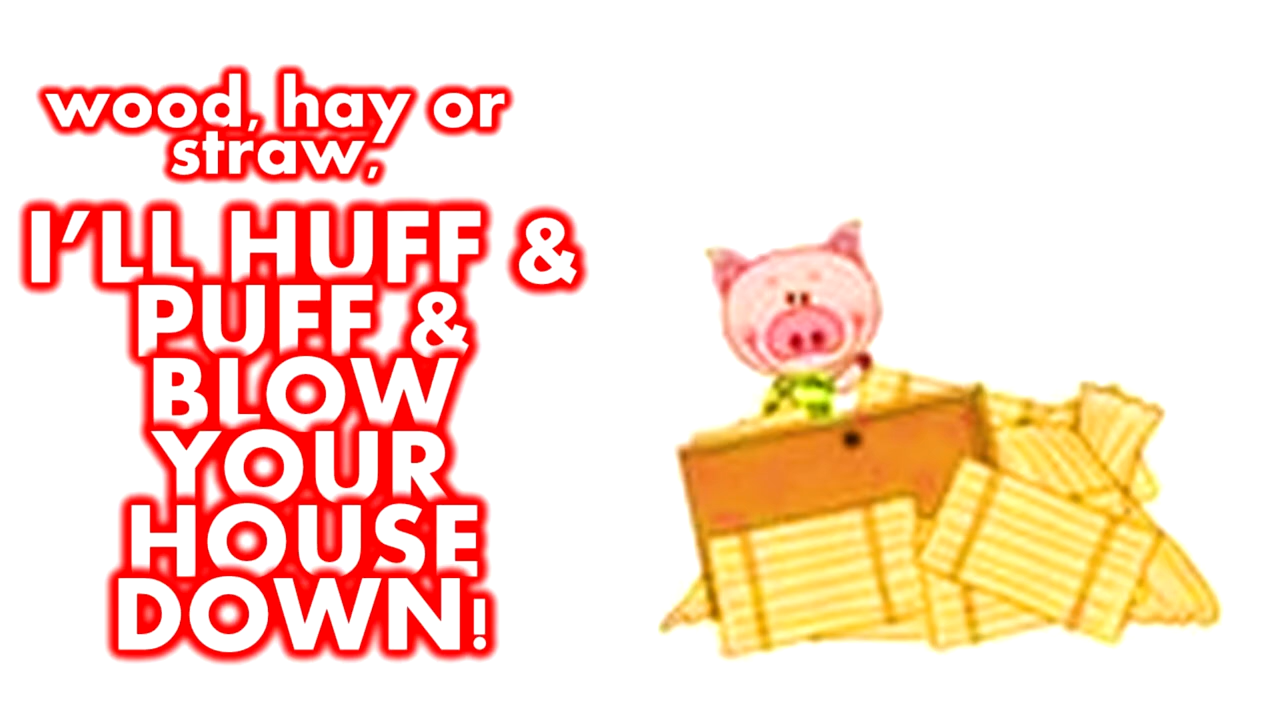 wood, hay or
straw,
I'LL HUFF &
PUFF &
BLOW
YOUR
HOUSE
DOWN!